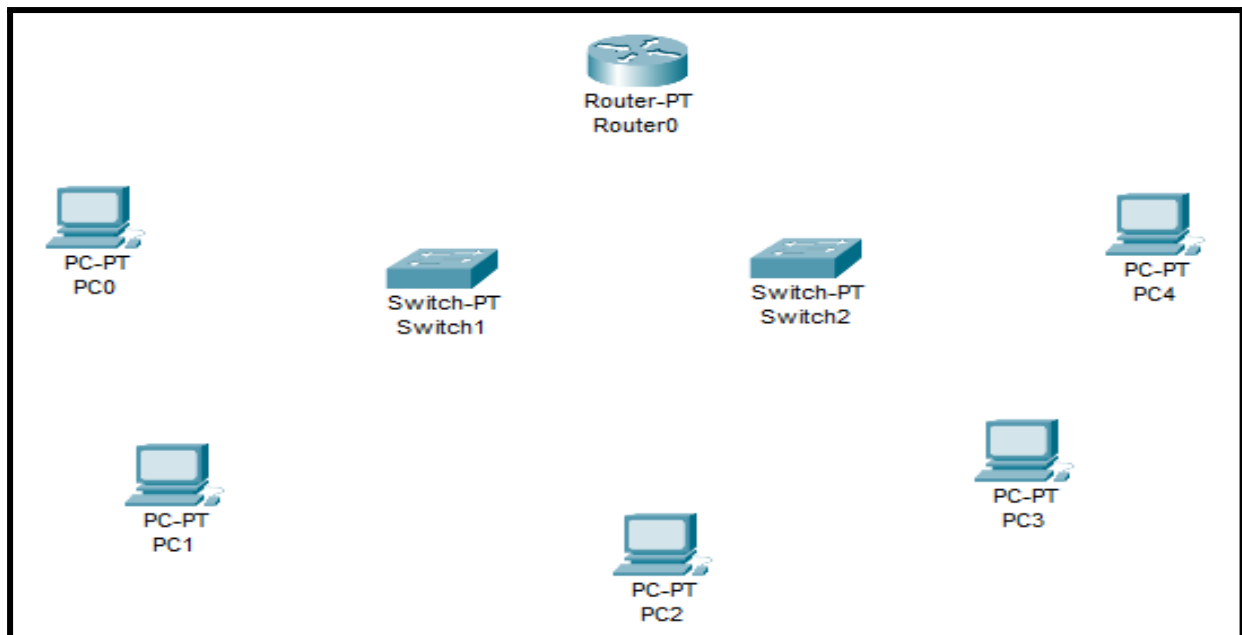 Router-PT
Router0
PC-PT
PC0
Switch-PT
Switch1
Switch-PT
Switch2
PC-PT
PC4
PC-PT
PC1
PC-PT
PC2
PC-PT
PC3